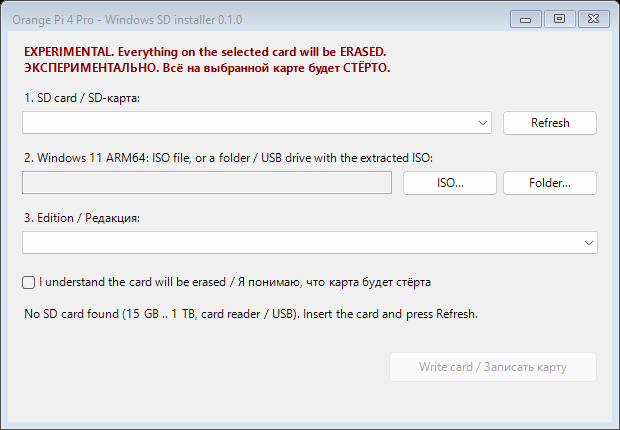 Orange Pi 4 Pro - Windows SD installer 0.1.0
EXPERIMENTAL. Everything on the selected card will be ERASED.
ЭКСПЕРИМЕНТАЛЬНО. Всё на выбранной карте будет СТЁРТО.
1. SD card / SD-карта:
Refresh
2. Windows 11 ARM64: ISO file, or a folder / USB drive with the extracted ISO:
ISO...
Folder...
3. Edition / Редакция:
I understand the card will be erased / Я понимаю, что карта будет стёрта
No SD card found (15 GB .. 1 TB, card reader / USB). Insert the card and press Refresh.
Write card / Записать карту